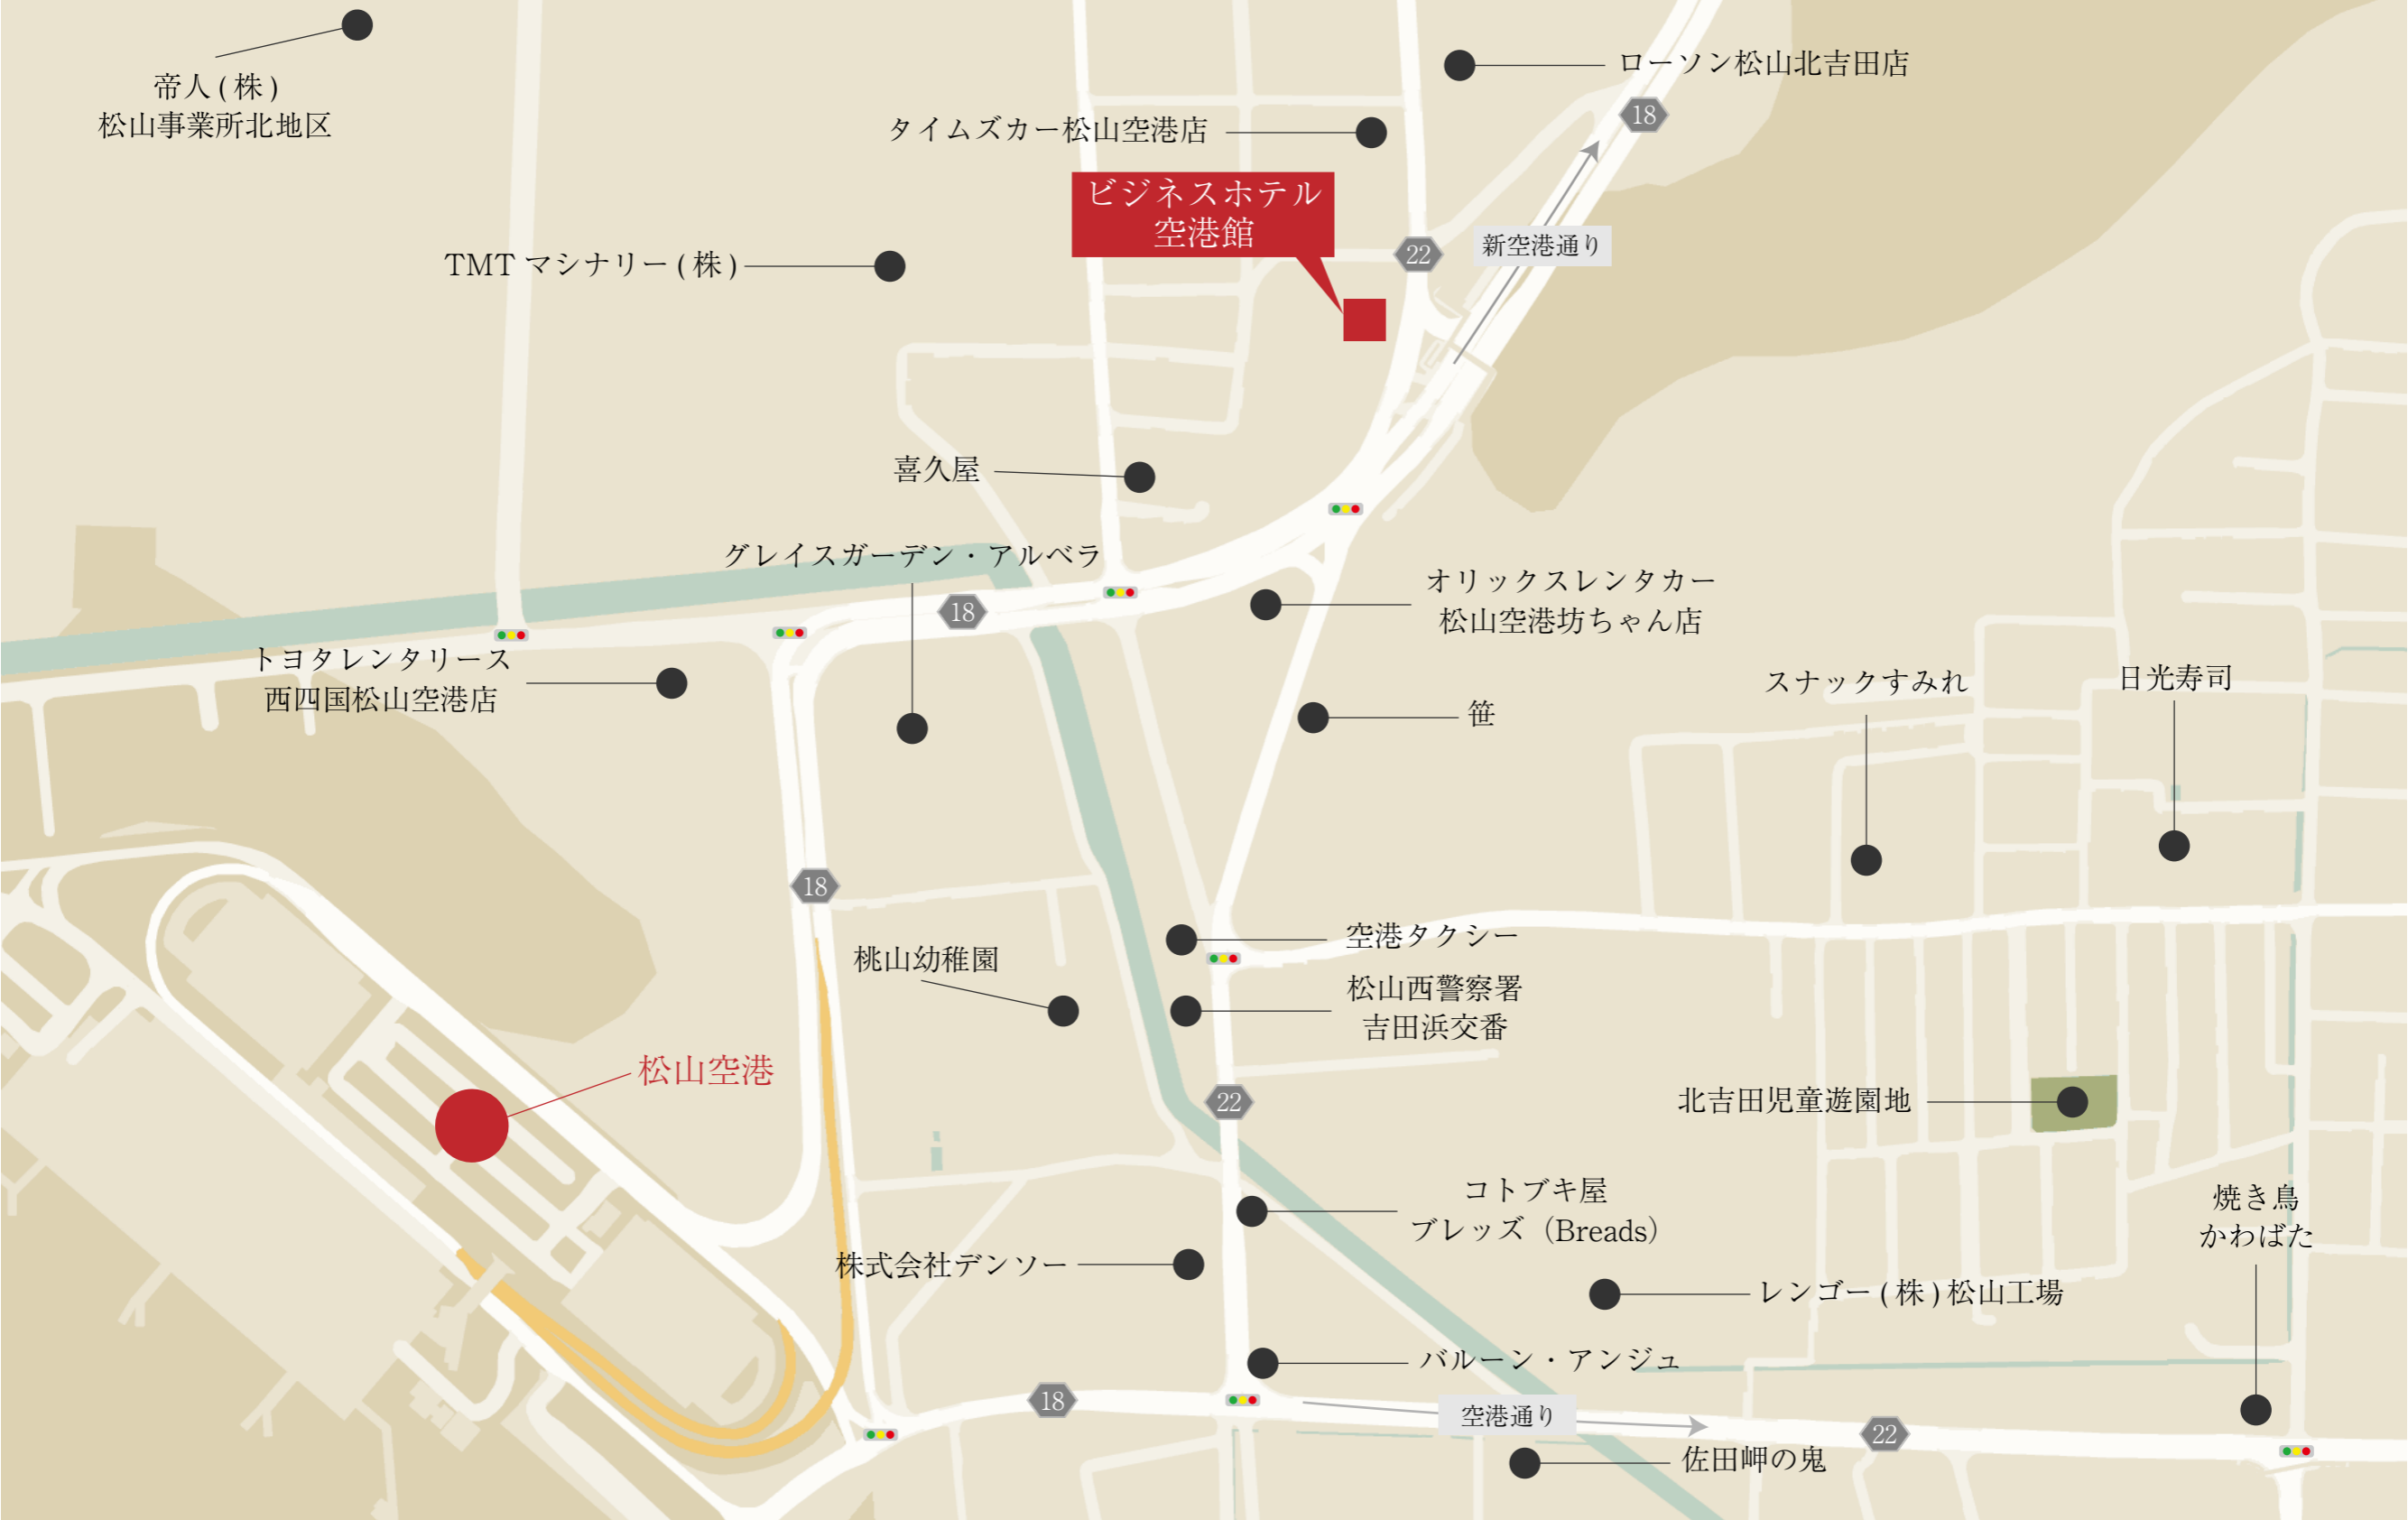 帝人(株)
松山事業所北地区
ローソン松山北吉田店
18
タイムズカー松山空港店
ビジネスホテル
空港館
22
新空港通り
TMTマシナリー(株)
喜久屋
グレイスガーデン・アルベラ
18
オリックスレンタカー
松山空港坊ちゃん店
トヨタレンタリース
西四国松山空港店
笹
スナックすみれ
日光寿司
18
空港タクシー
桃山幼稚園
松山西警察署
吉田浜交番
松山空港
22
北吉田児童遊園地
コトブキ屋
ブレッズ（Breads）
焼き鳥
かわばた
株式会社デンソー
レンゴー(株)松山工場
バルーン・アンジュ
18
空港通り
22
佐田岬の鬼